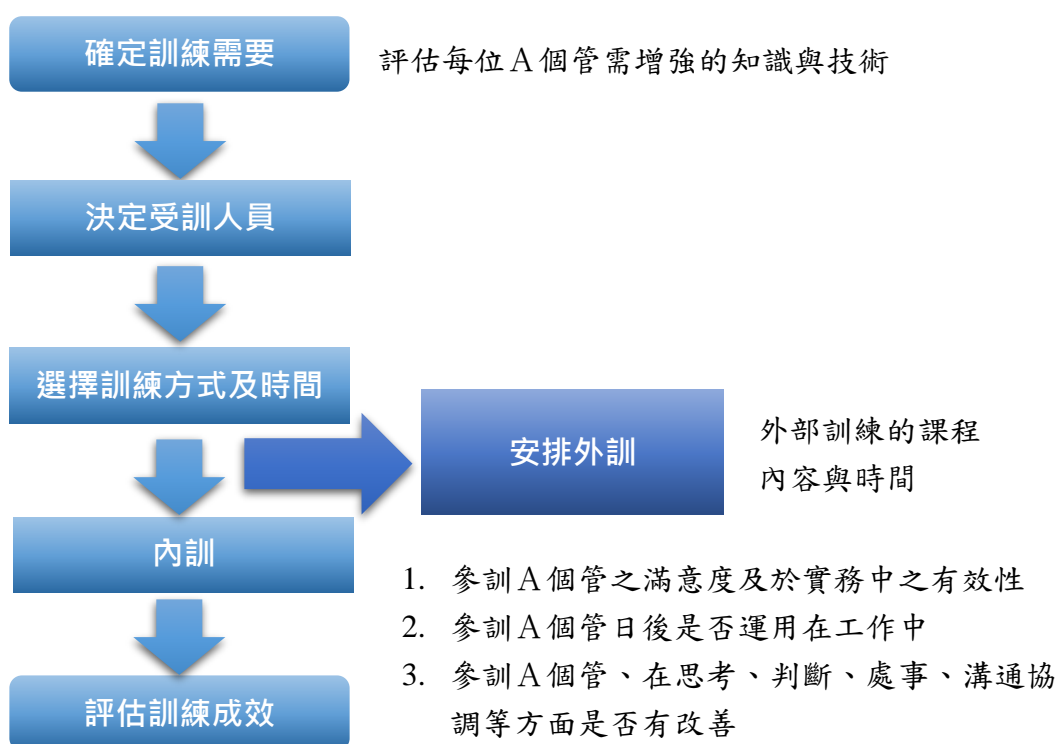 確定訓練需要
評估每位A個管需增強的知識與技術
決定受訓人員
選擇訓練方式及時間
安排外訓
外部訓練的課程
內容與時間
內訓
1. 參訓A個管之滿意度及於實務中之有效性
2. 參訓A個管日後是否運用在工作中
3. 參訓A個管、在思考、判斷、處事、溝通協
調等方面是否有改善
評估訓練成效